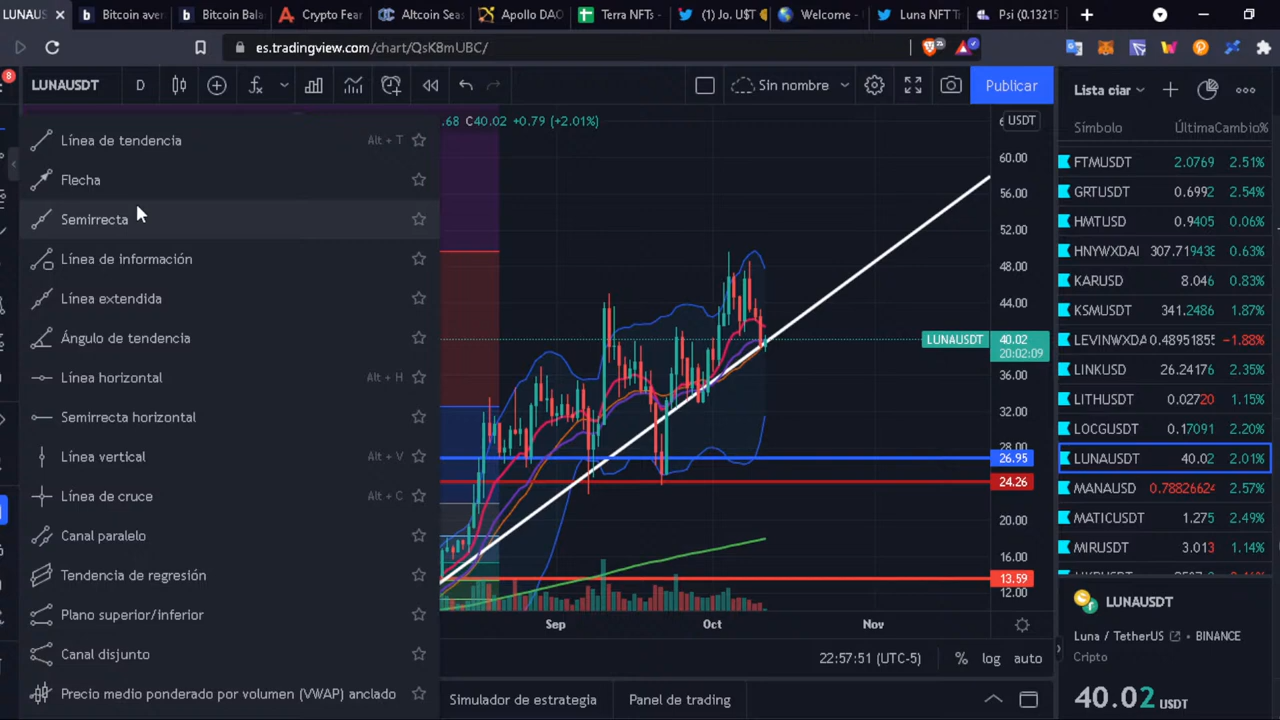 LUNAUS
Bitcoin aver
Bitcoin Bala
Crypto Fear
Altcoin Seas
Apollo DAO
Terra NFTs -
(1) Jo. U$T
Welcome -
Luna NFT Tr
Psi (0.13215
es.tradingview.com/chart/QsK8mUBC/
8
LUNAUSDT
D
Sin nombre
Publicar
.68 C40.02 +0.79 (+2.01%)
USDT
Línea de tendencia
Alt + T
Flecha
Semirrecta
Línea de información
Línea extendida
Ángulo de tendencia
Línea horizontal
Alt + H
Semirrecta horizontal
Línea vertical
Alt + V
Línea de cruce
Alt + C
Canal paralelo
Tendencia de regresión
Plano superior/inferior
Canal disjunto
Precio medio ponderado por volumen (VWAP) anclado
60.00
56.00
52.00
48.00
44.00
LUNAUSDT 40.02
20:02:09
36.00
32.00
28.00
26.95
24.26
20.00
16.00
13.59
12.00
Sep
Oct
Nov
22:57:51 (UTC-5)
%
log
auto
Simulador de estrategia
Panel de trading
Lista ciar
Símbolo
Última
Cambio%
FTMUSDT 2.0769 2.51%
GRTUSDT 0.6992 2.54%
HMTUSD 0.9405 0.06%
HNYWXDAI 307.719438 0.63%
KARUSD 8.046 0.83%
KSMUSDT 341.2486 1.87%
LEVINWXDA 0.48951855 −1.88%
LINKUSD 26.24176 2.35%
LITHUSDT 0.02720 1.15%
LOCGUSDT 0.17091 2.20%
LUNAUSDT 40.02 2.01%
MANAUSD 0.78826624 2.57%
MATICUSDT 1.275 2.49%
MIRUSDT 3.013 1.14%
LUNAUSDT
Luna / TetherUS • BINANCE
Cripto
40.02 USDT